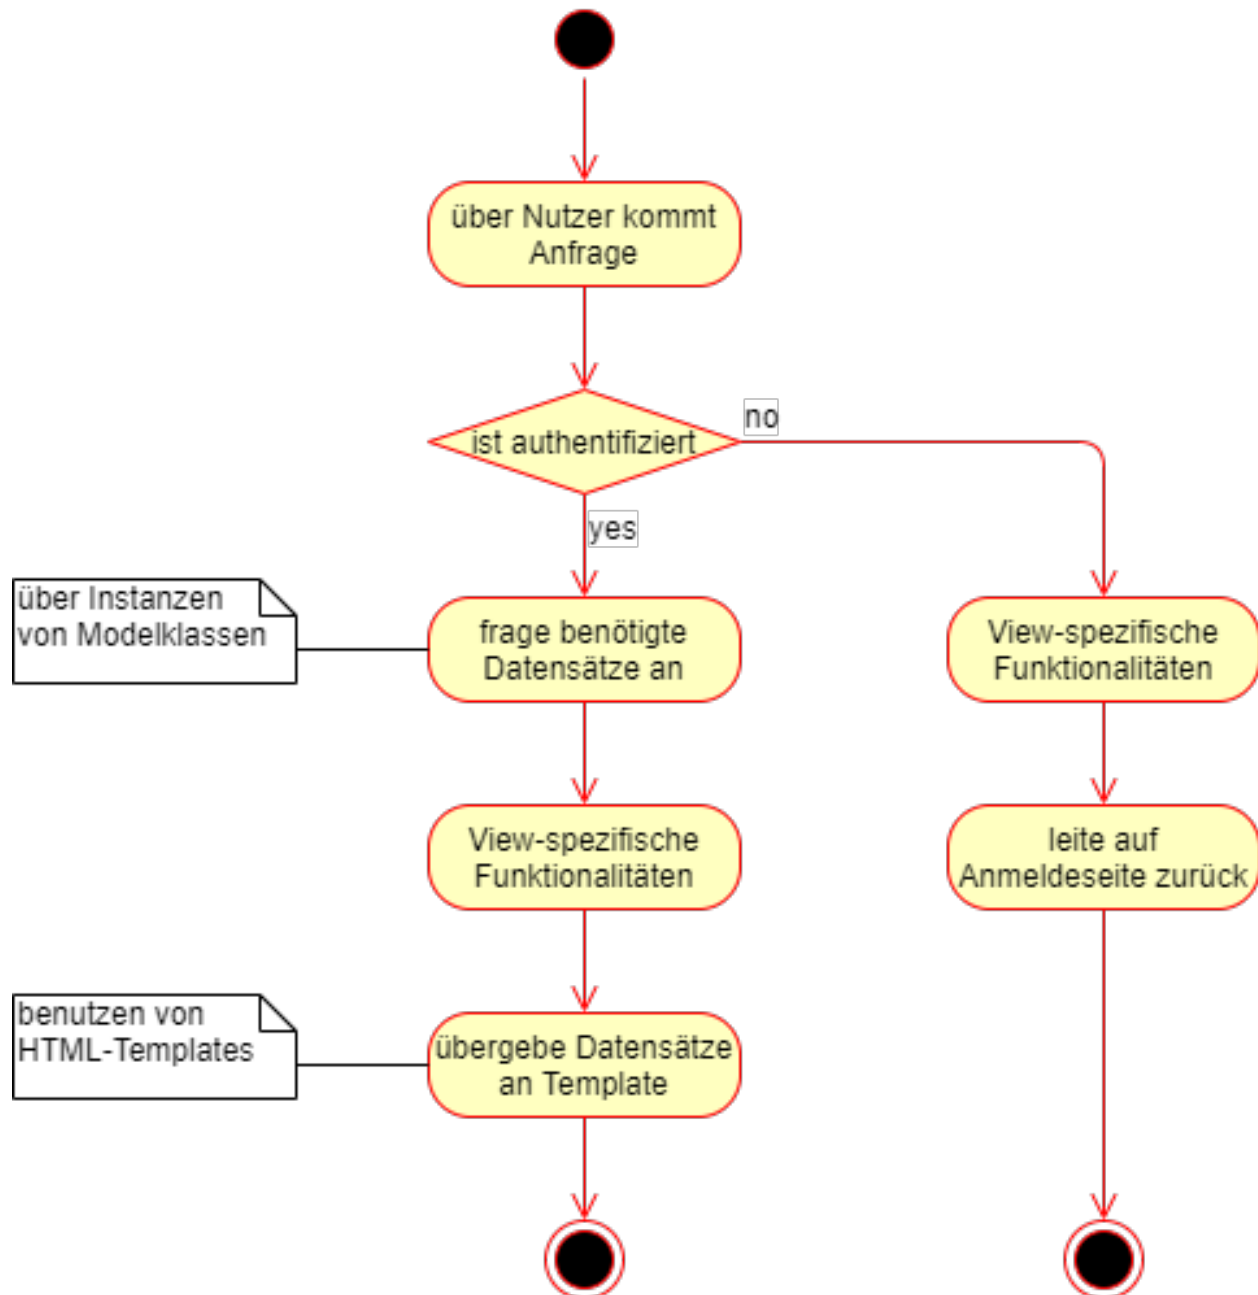 über Nutzer kommt
Anfrage
ist authentifiziert
no
yes
über Instanzen
von Modelklassen
frage benötigte
Datensätze an
View-spezifische
Funktionalitäten
View-spezifische
Funktionalitäten
leite auf
Anmeldeseite zurück
benutzen von
HTML-Templates
übergebe Datensätze
an Template